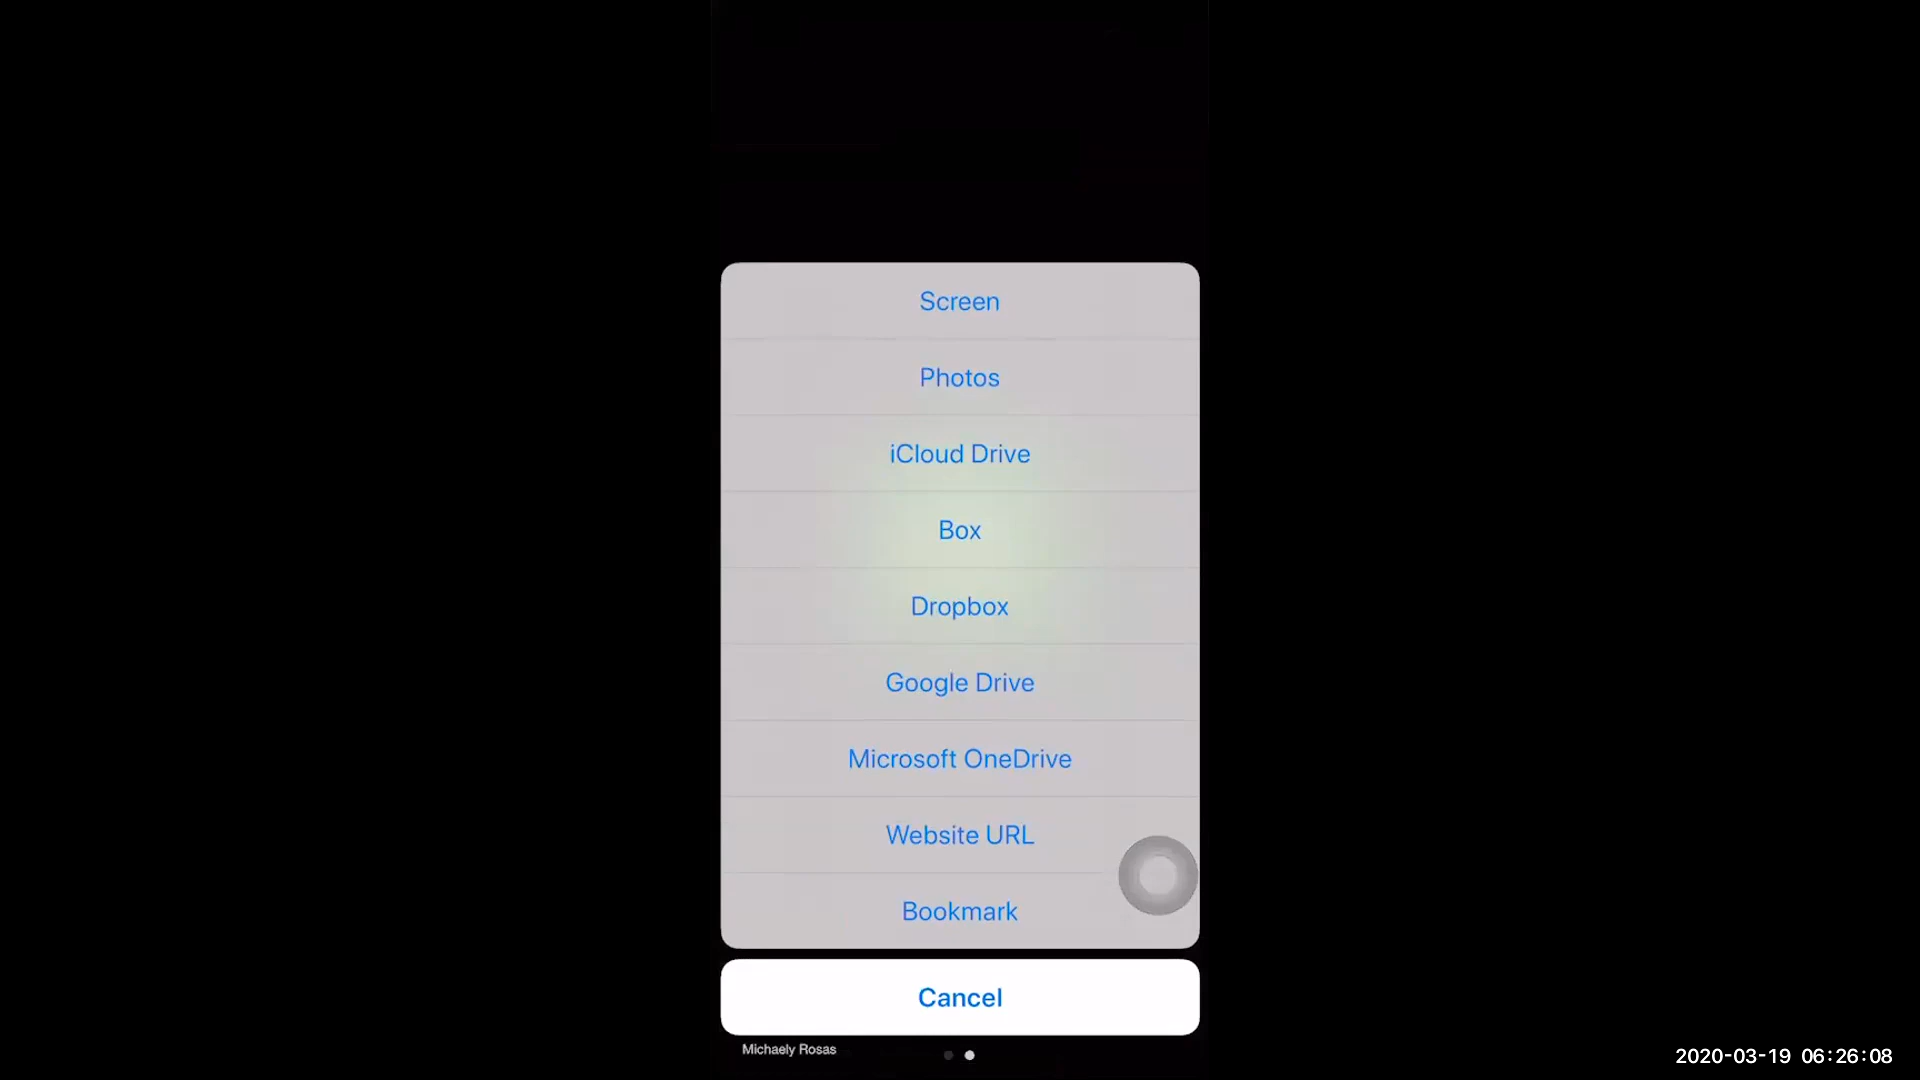 Screen
Photos
iCloud Drive
Box
Dropbox
Google Drive
Microsoft OneDrive
Website URL
Bookmark
Cancel
Michaely Rosas
2020-03-19 06:26:08